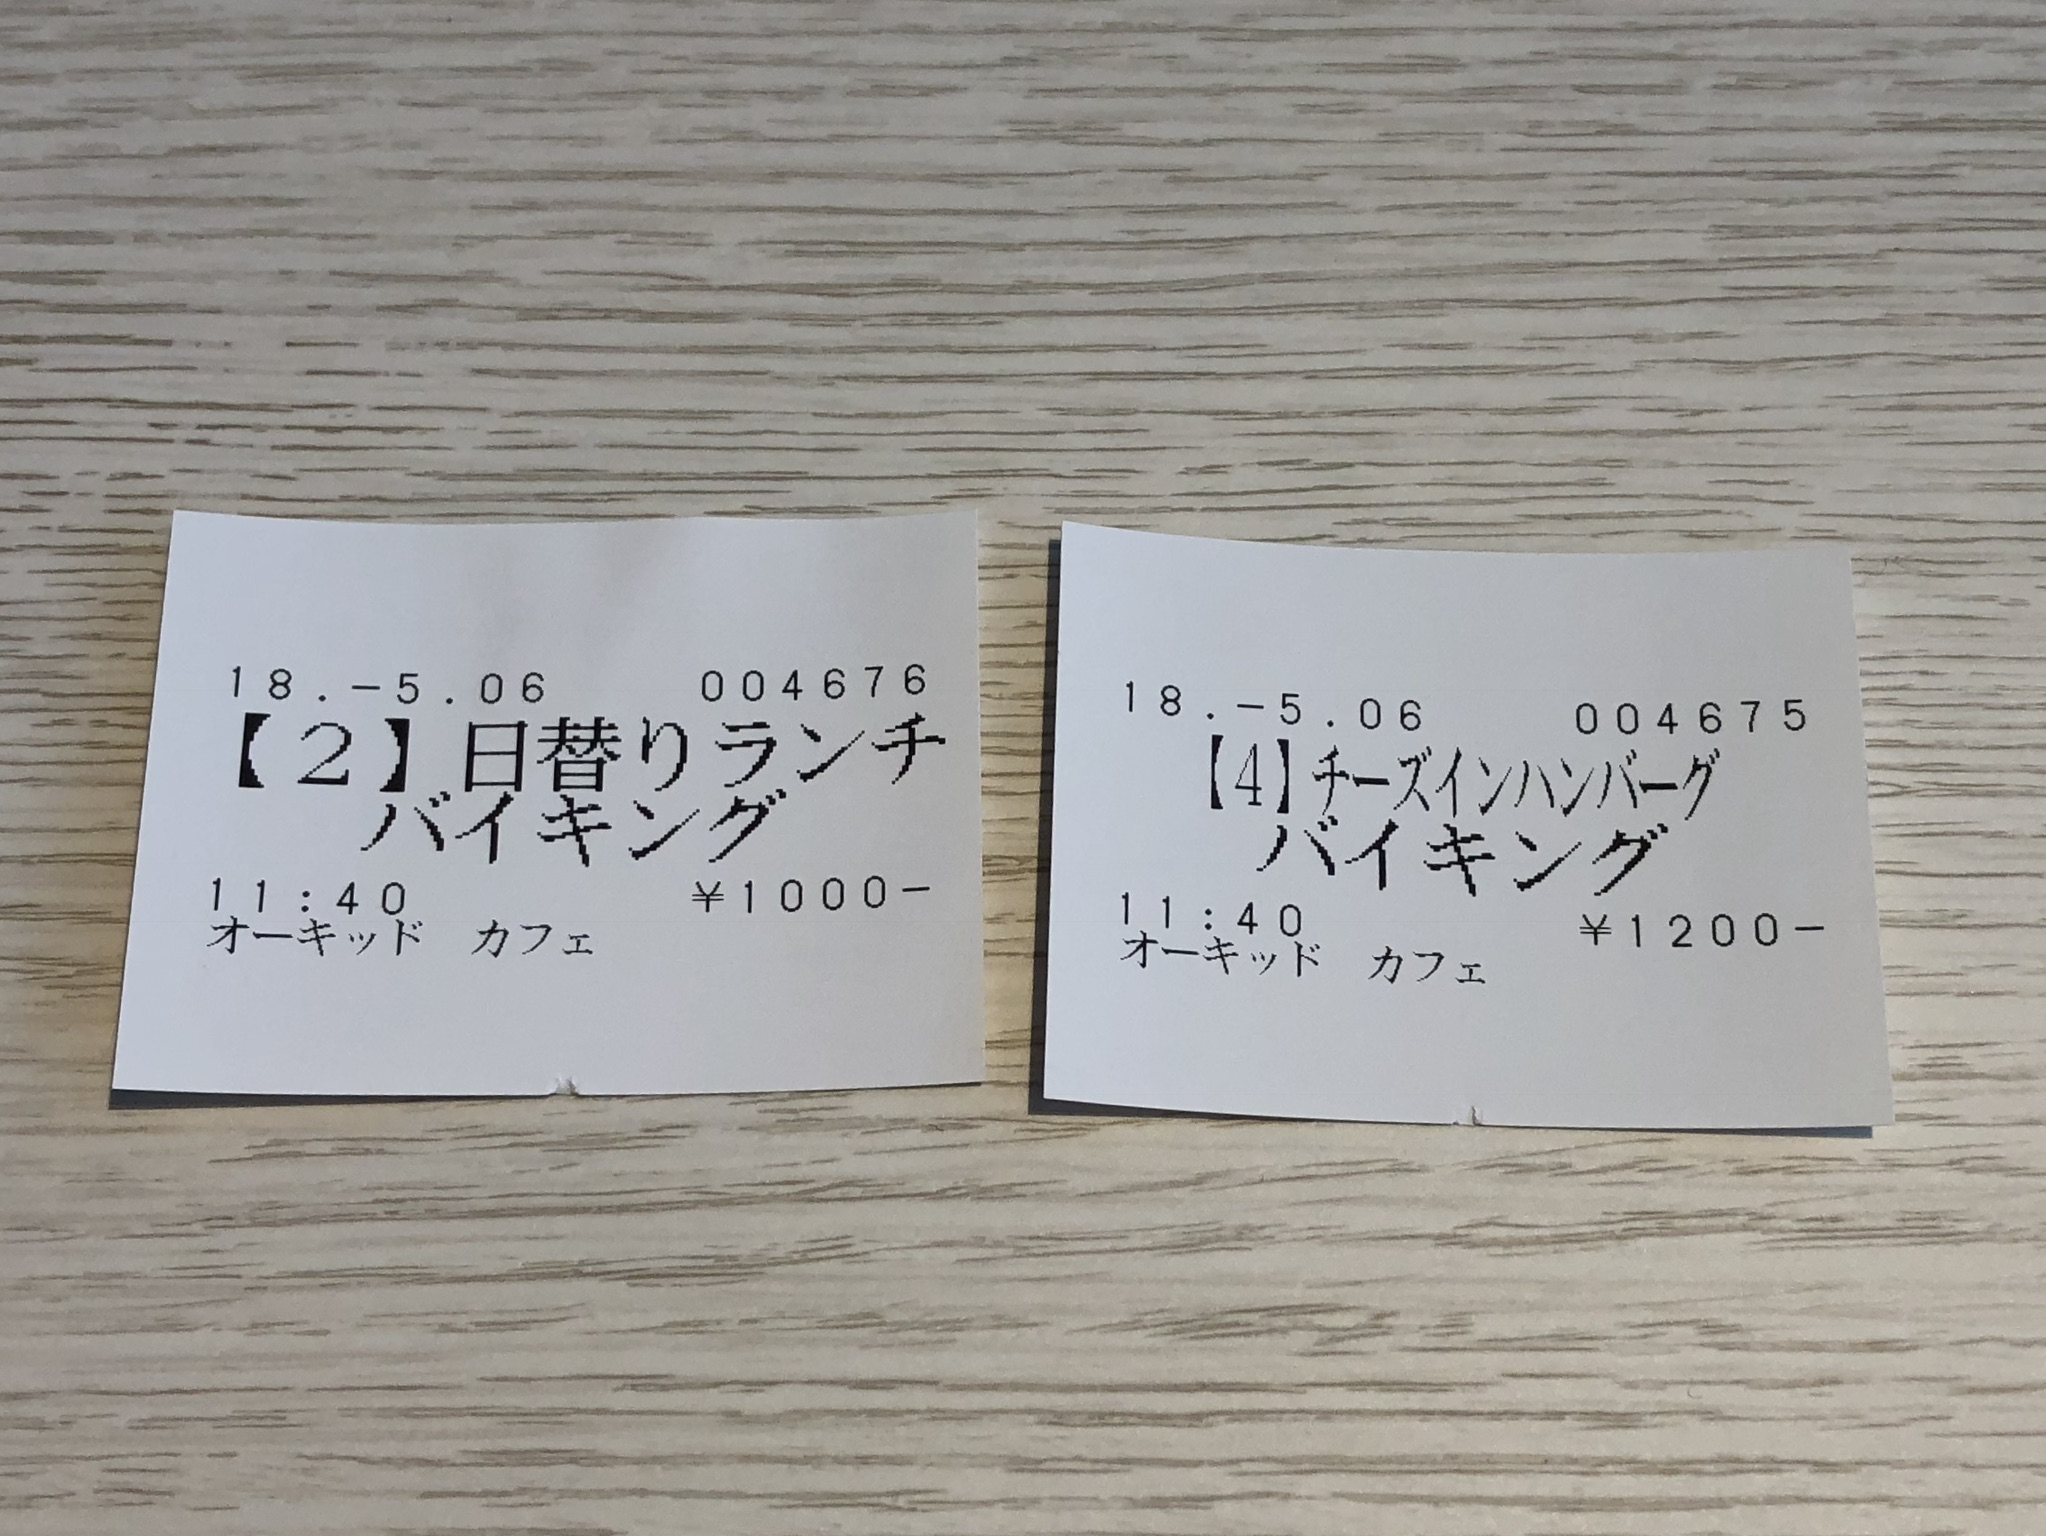 18.-5.06 004676
【2】日替りランチ
バイキング
11:40 ¥1000-
オーキッド カフェ
18.-5.06 004675
【4】チーズインハンバーグ
バイキング
11:40 ¥1200-
オーキッド カフェ